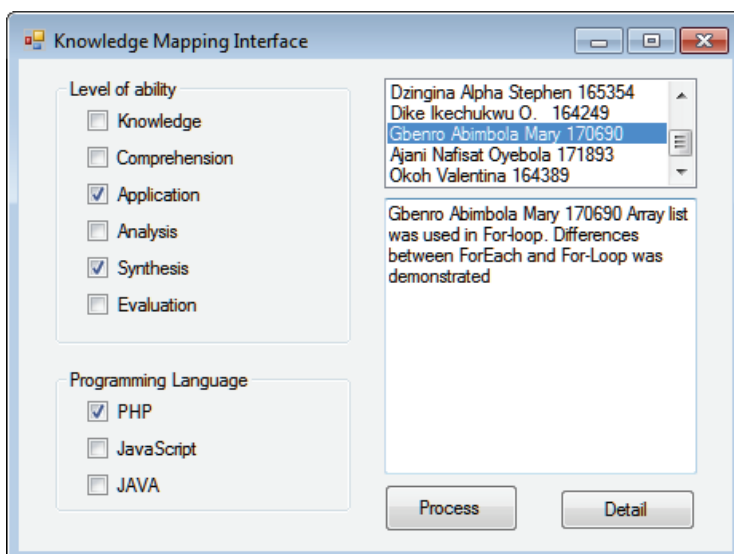 Knowledge Mapping Interface
Level of ability
Knowledge
Comprehension
Application
Analysis
Synthesis
Evaluation
Programming Language
PHP
JavaScript
JAVA
Dzingina Alpha Stephen 165354
Dike Ikechukwu O. 164249
Gbenro Abimbola Mary 170690
Ajani Nafisat Oyebola 171893
Okoh Valentina 164389
Gbenro Abimbola Mary 170690 Array list
was used in For-loop. Differences
between ForEach and For-Loop was
demonstrated
Process
Detail